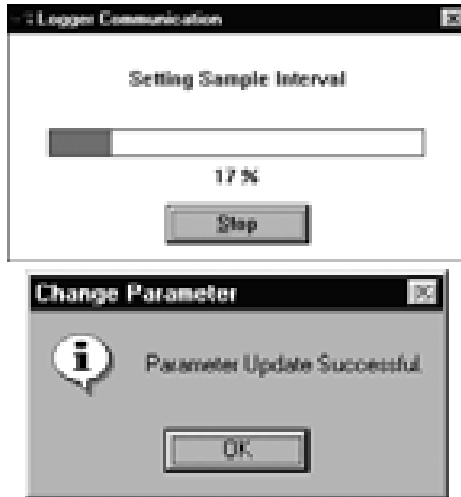 Logger Communication
Setting Sample Interval
17 %
Stop
Change Parameter
i
Parameter Update Successful
OK